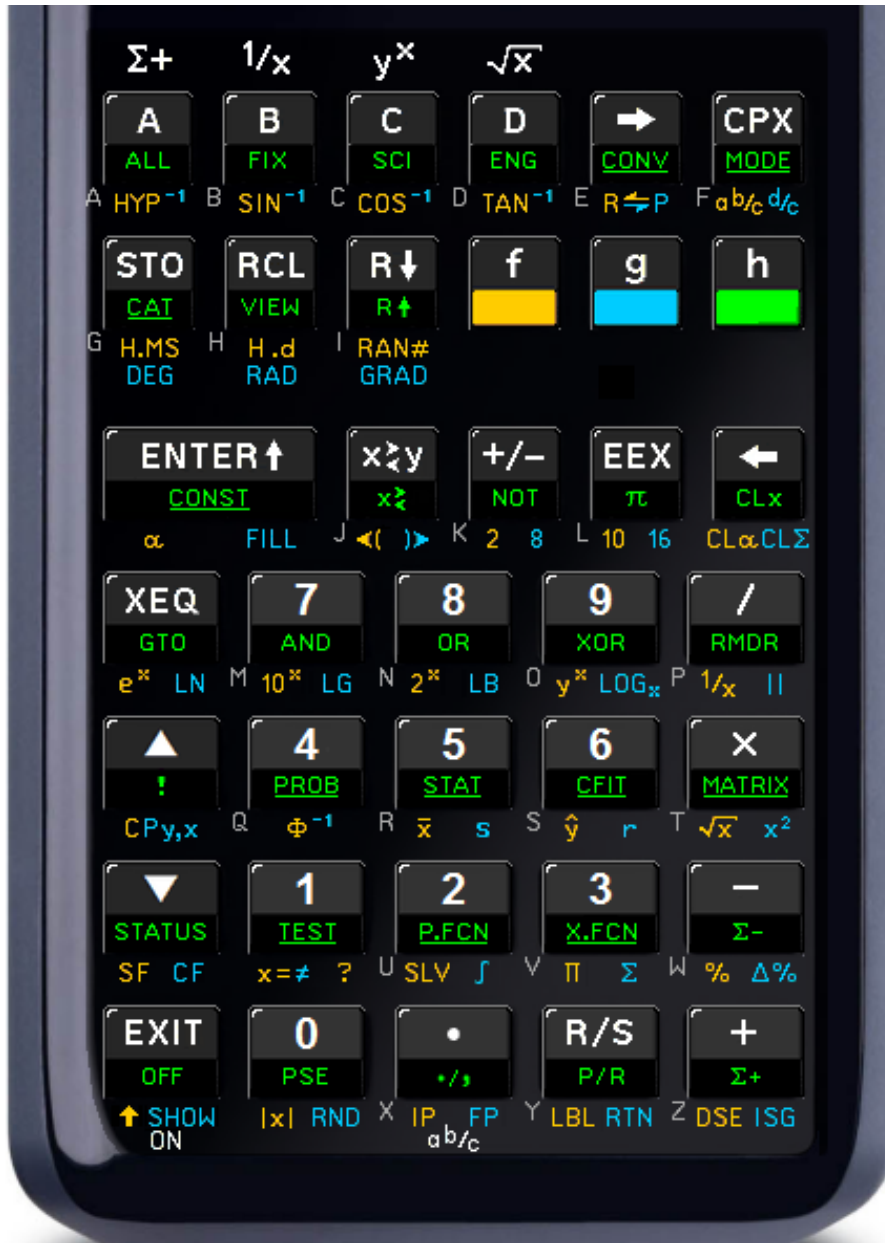 Σ+ 1/x yˣ √x
A B C D ➡ CPX
ALL FIX SCI ENG CONV MODE
A HYP⁻¹ B SIN⁻¹ C COS⁻¹ D TAN⁻¹ E R⇆P F ab/c d/c
STO RCL R↓ f g h
CAT VIEW R↑
G H.MS H H.d I RAN#
DEG RAD GRAD
ENTER↑ x≷y +/− EEX ←
CONST x≷ NOT π CLx
α FILL J ◀( )▶ K 2 8 L 10 16 CLα CLΣ
XEQ 7 8 9 /
GTO AND OR XOR RMDR
eˣ LN M 10ˣ LG N 2ˣ LB O yˣ LOGₓ P 1/x ||
▲ 4 5 6 ×
! PROB STAT CFIT MATRIX
CPy,x Q Φ⁻¹ R x̄ s S ŷ r T √x x²
▼ 1 2 3 −
STATUS TEST P.FCN X.FCN Σ−
SF CF x=≠ ? U SLV ∫ V Π Σ W % Δ%
EXIT 0 • R/S +
OFF PSE ./, P/R Σ+
↑ SHOW |x| RND X IP FP Y LBL RTN Z DSE ISG
ON ab/c